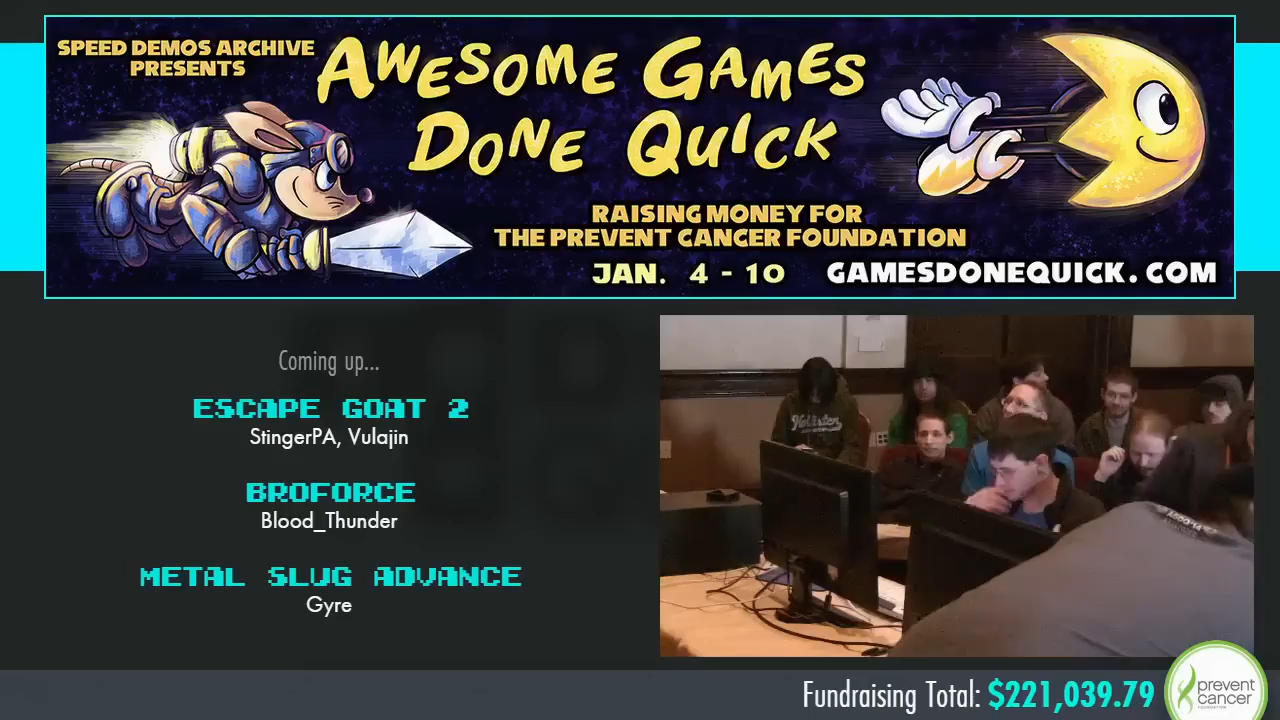 SPEED DEMOS ARCHIVE
PRESENTS
AWESOME GAMES
DONE QUICK
RAISING MONEY FOR
THE PREVENT CANCER FOUNDATION
JAN. 4 - 10 GAMESDONEQUICK.COM
Coming up...
ESCAPE GOAT 2
StingerPA, Vulajin
BROFORCE
Blood_Thunder
METAL SLUG ADVANCE
Gyre
Hollister
Fundraising Total: $221,039.79
prevent
cancer
FOUNDATION